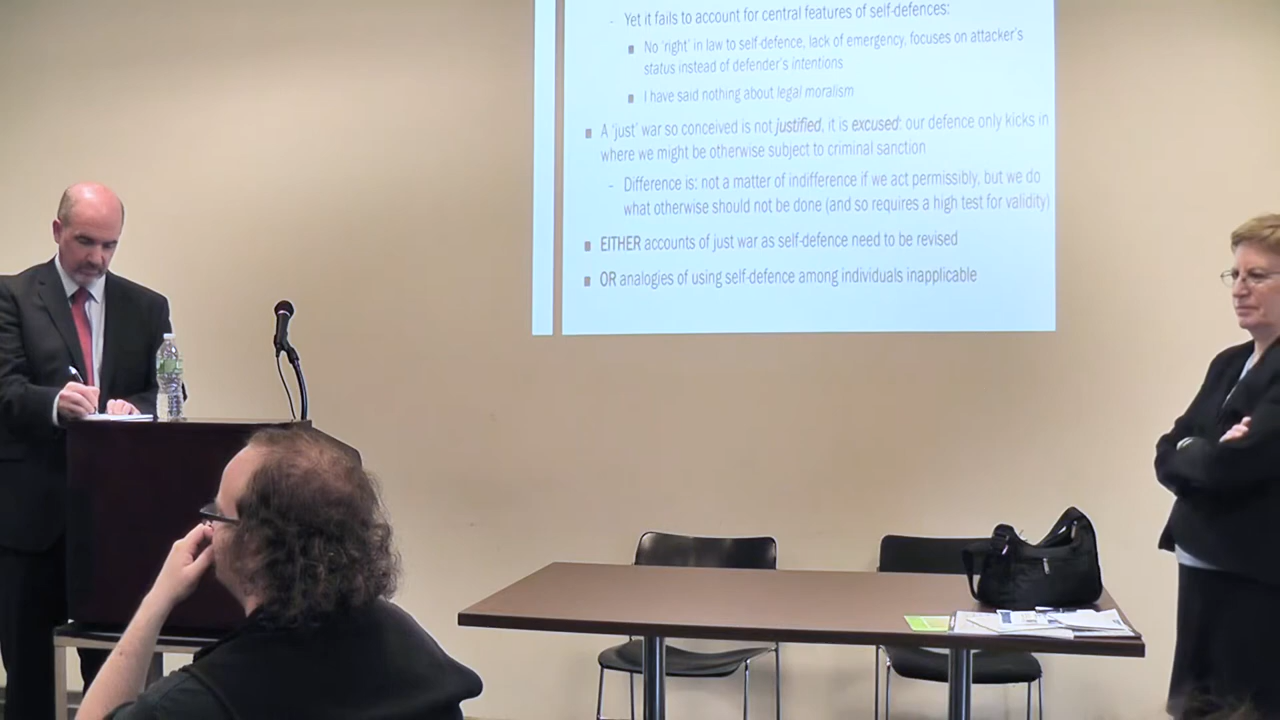 - Yet it fails to account for central features of self-defences:
■ No 'right' in law to self-defence, lack of emergency, focuses on attacker's
status instead of defender's intentions
■ I have said nothing about legal moralism
■ A 'just' war so conceived is not justified, it is excused: our defence only kicks in
where we might be otherwise subject to criminal sanction
- Difference is: not a matter of indifference if we act permissibly, but we do
what otherwise should not be done (and so requires a high test for validity)
■ EITHER accounts of just war as self-defence need to be revised
■ OR analogies of using self-defence among individuals inapplicable